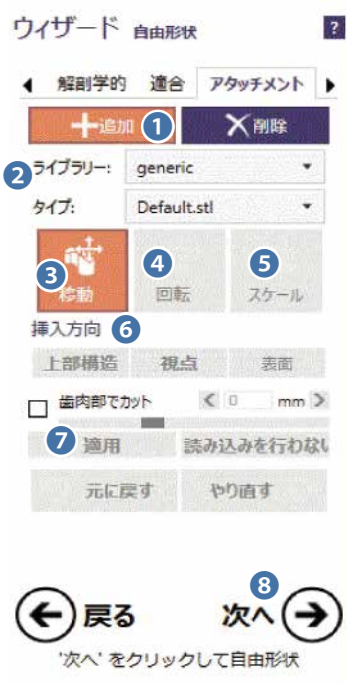 ウィザード 自由形状 ?
解剖学的 適合 アタッチメント
追加 1 削除
2 ライブラリー: generic
タイプ: Default.stl
3 移動 4 回転 5 スケール
挿入方向 6
上部構造 視点 表面
歯肉部でカット 0 mm
7 適用 読み込みを行わない
元に戻す やり直す
8
戻る 次へ
'次へ' をクリックして自由形状